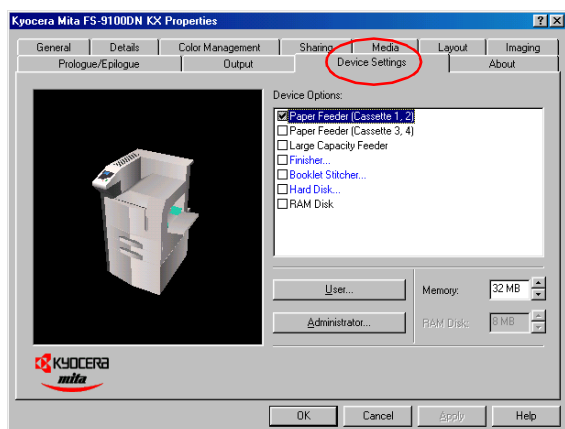 Kyocera Mita FS-9100DN KX Properties
General Details Color Management Sharing Media Layout Imaging
Prologue/Epilogue Output Device Settings About
Device Options:
Paper Feeder (Cassette 1, 2)
Paper Feeder (Cassette 3, 4)
Large Capacity Feeder
Finisher...
Booklet Stitcher...
Hard Disk...
RAM Disk
User... Memory: 32 MB
Administrator... RAM Disk: 8 MB
KYOCERA
mita
OK Cancel Apply Help